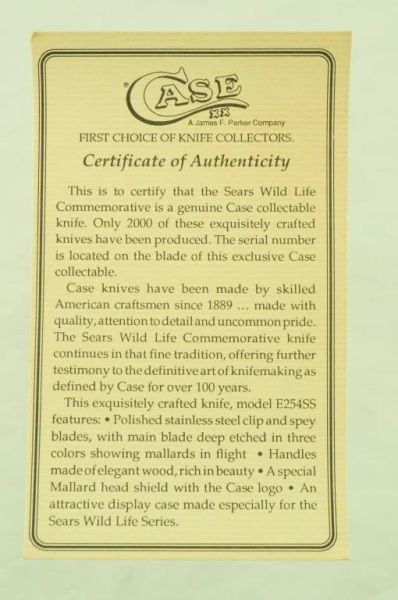 CASE
XX
®
A James F. Parker Company
FIRST CHOICE OF KNIFE COLLECTORS.
Certificate of Authenticity
This is to certify that the Sears Wild Life
Commemorative is a genuine Case collectable
knife. Only 2000 of these exquisitely crafted
knives have been produced. The serial number
is located on the blade of this exclusive Case
collectable.
Case knives have been made by skilled
American craftsmen since 1889 ... made with
quality, attention to detail and uncommon pride.
The Sears Wild Life Commemorative knife
continues in that fine tradition, offering further
testimony to the definitive art of knifemaking as
defined by Case for over 100 years.
This exquisitely crafted knife, model E254SS
features: • Polished stainless steel clip and spey
blades, with main blade deep etched in three
colors showing mallards in flight • Handles
made of elegant wood, rich in beauty • A special
Mallard head shield with the Case logo • An
attractive display case made especially for the
Sears Wild Life Series.